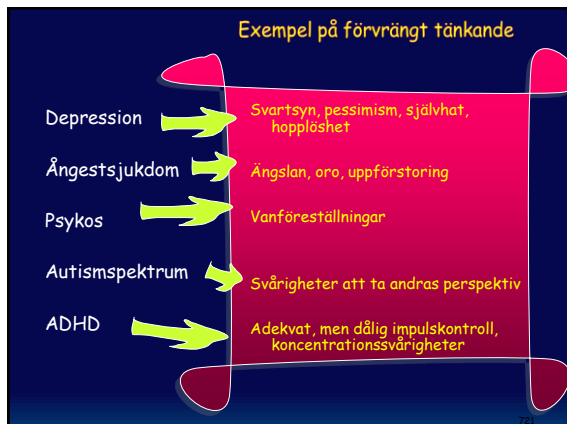 Exempel på förvrängt tänkande
Depression
Svartsyn, pessimism, självhat,
hopplöshet
Ångestsjukdom
Ängslan, oro, uppförstoring
Psykos
Vanföreställningar
Autismspektrum
Svårigheter att ta andras perspektiv
ADHD
Adekvat, men dålig impulskontroll,
koncentrationssvårigheter
721